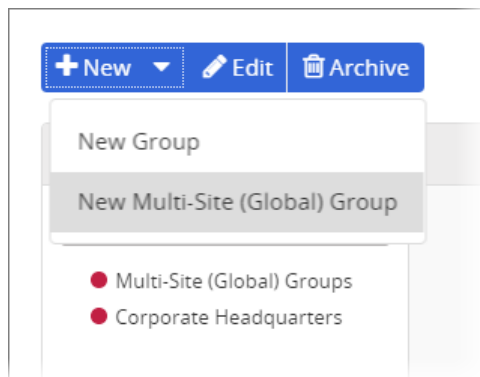 New Edit Archive
New Group
New Multi-Site (Global) Group
Multi-Site (Global) Groups
Corporate Headquarters